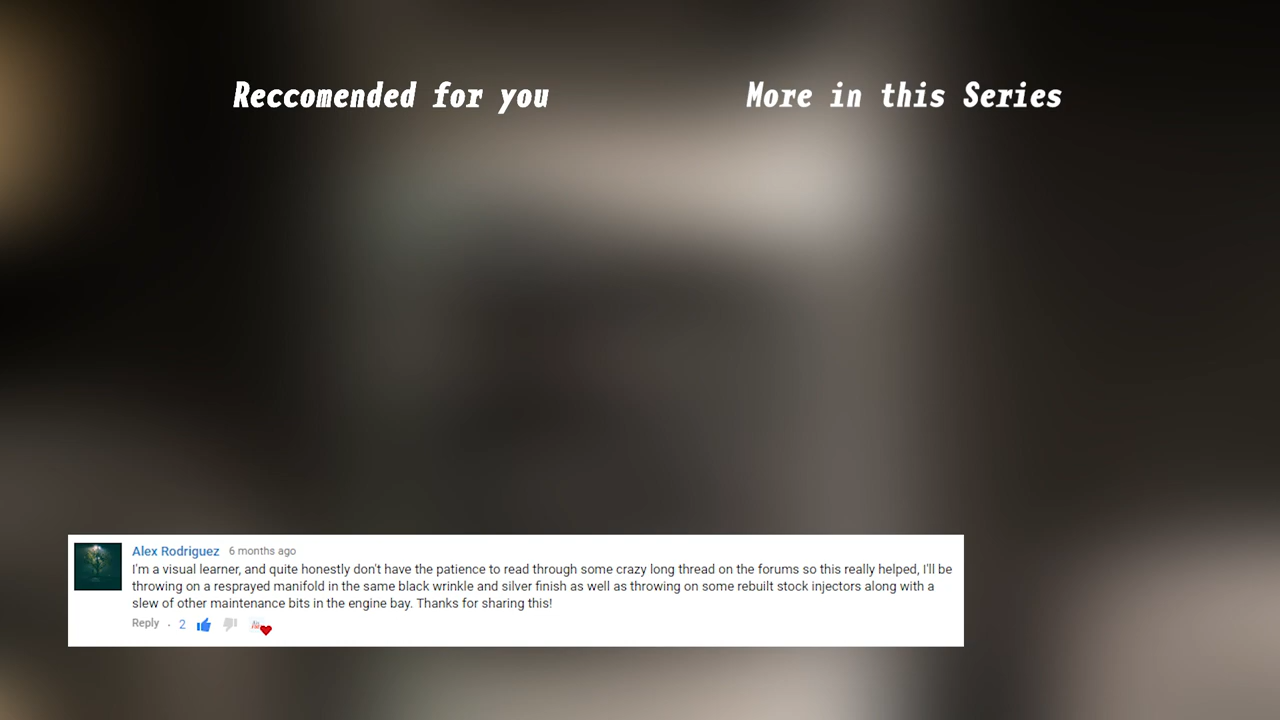 Reccomended for you
More in this Series
Alex Rodriguez 6 months ago
I'm a visual learner, and quite honestly don't have the patience to read through some crazy long thread on the forums so this really helped, I'll be
throwing on a resprayed manifold in the same black wrinkle and silver finish as well as throwing on some rebuilt stock injectors along with a
slew of other maintenance bits in the engine bay. Thanks for sharing this!
Reply · 2